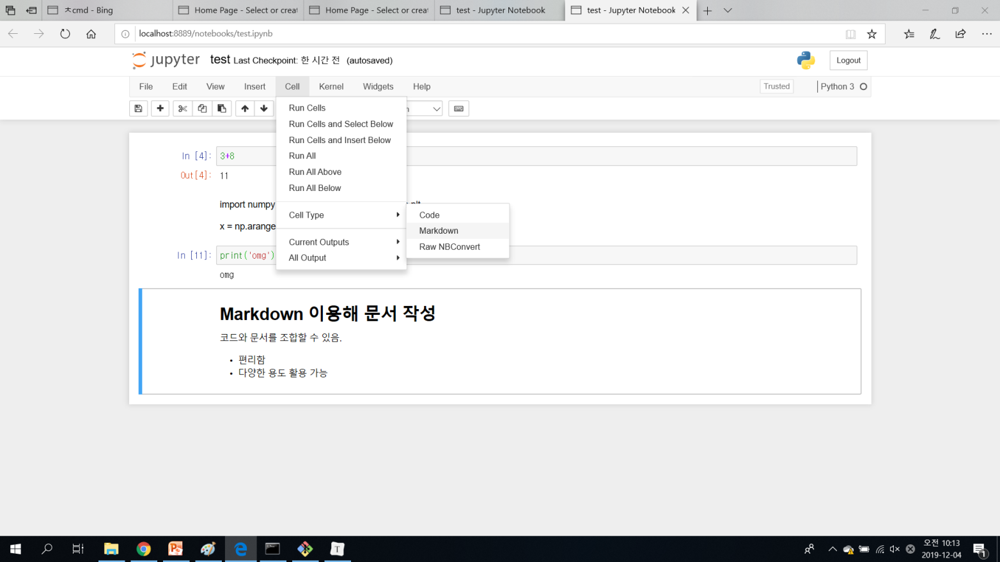 ㅊcmd - Bing
Home Page - Select or creat
Home Page - Select or creat
test - Jupyter Notebook
test - Jupyter Notebook
localhost:8889/notebooks/test.ipynb
jupyter
test Last Checkpoint: 한 시간 전 (autosaved)
Logout
File Edit View Insert Cell Kernel Widgets Help
Trusted
Python 3
Run Cells
Run Cells and Select Below
Run Cells and Insert Below
Run All
Run All Above
Run All Below
Cell Type
Current Outputs
All Output
Code
Markdown
Raw NBConvert
In [4]: 3+8
Out[4]: 11
import numpy
x = np.arange
In [11]: print('omg')
omg
Markdown 이용해 문서 작성
코드와 문서를 조합할 수 있음.
• 편리함
• 다양한 용도 활용 가능
오전 10:13
2019-12-04
1